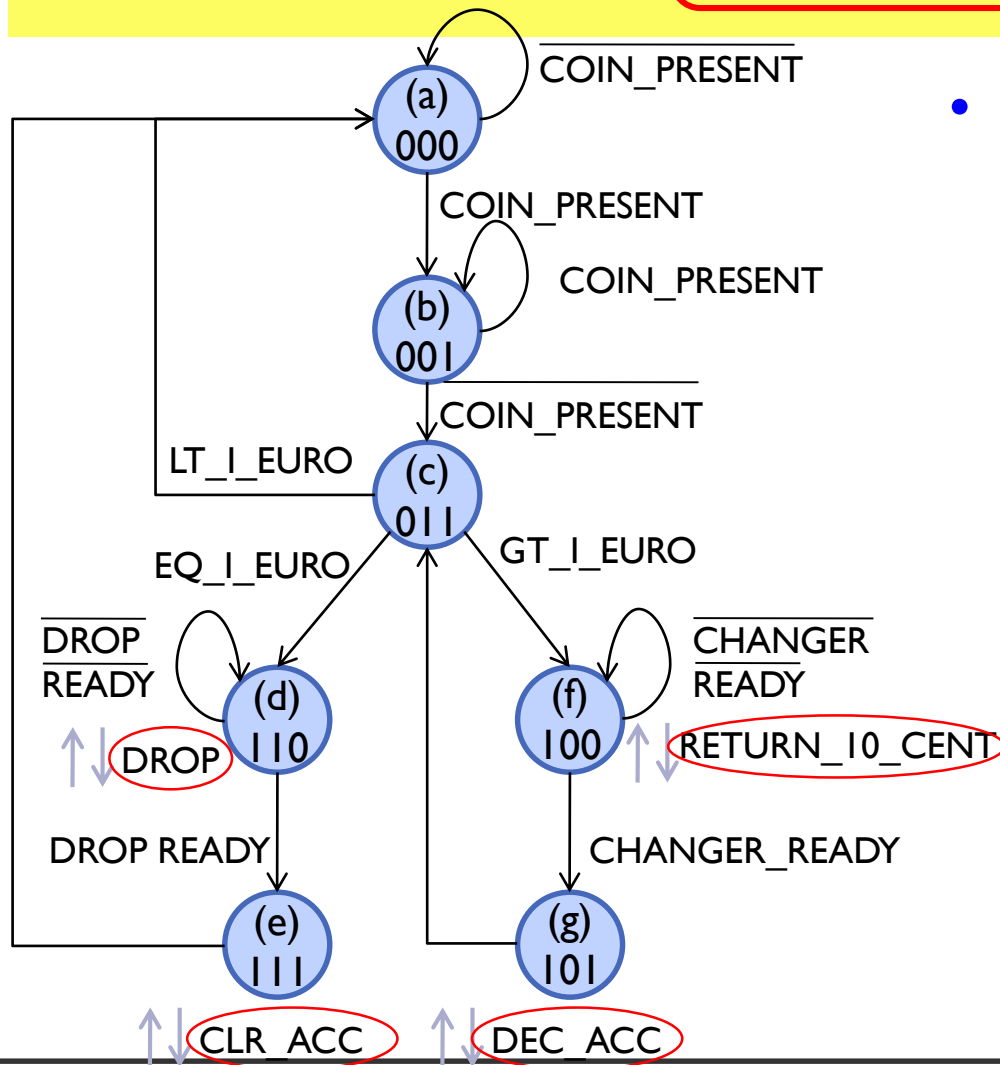 COIN_PRESENT
(a)
000
COIN_PRESENT
COIN_PRESENT
(b)
001
COIN_PRESENT
LT_1_EURO
(c)
011
EQ_1_EURO
GT_1_EURO
DROP
READY
CHANGER
READY
(d)
110
DROP
(f)
100
RETURN_10_CENT
DROP READY
CHANGER_READY
(e)
111
(g)
101
CLR_ACC
DEC_ACC